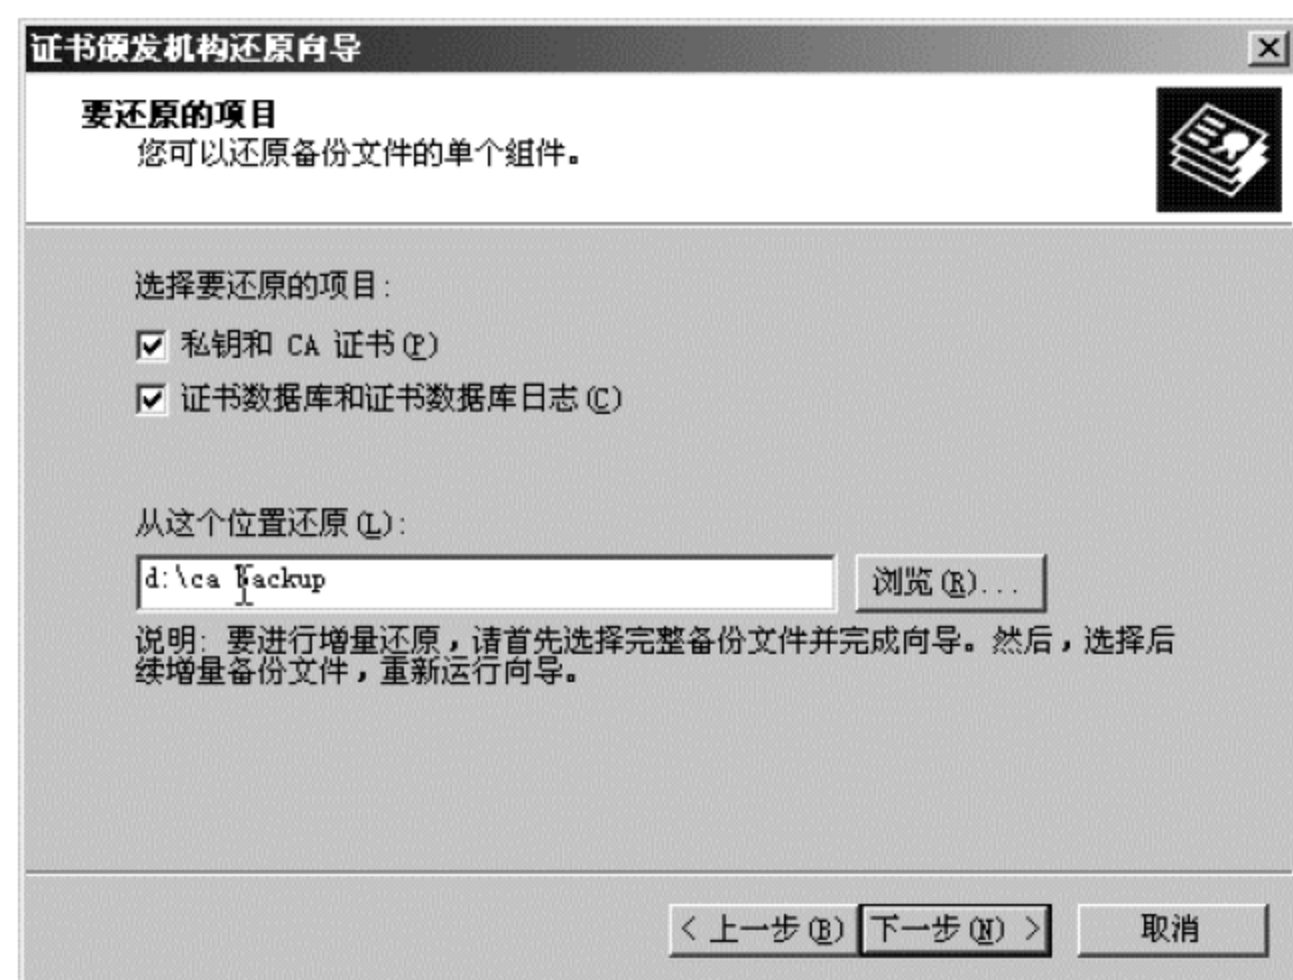 证书颁发机构还原向导
要还原的项目
您可以还原备份文件的单个组件。
选择要还原的项目:
私钥和 CA 证书(P)
证书数据库和证书数据库日志(C)
从这个位置还原(L):
d:\ca backup
浏览(R)...
说明: 要进行增量还原，请首先选择完整备份文件并完成向导。然后，选择后
续增量备份文件，重新运行向导。
< 上一步(B)
下一步(N) >
取消